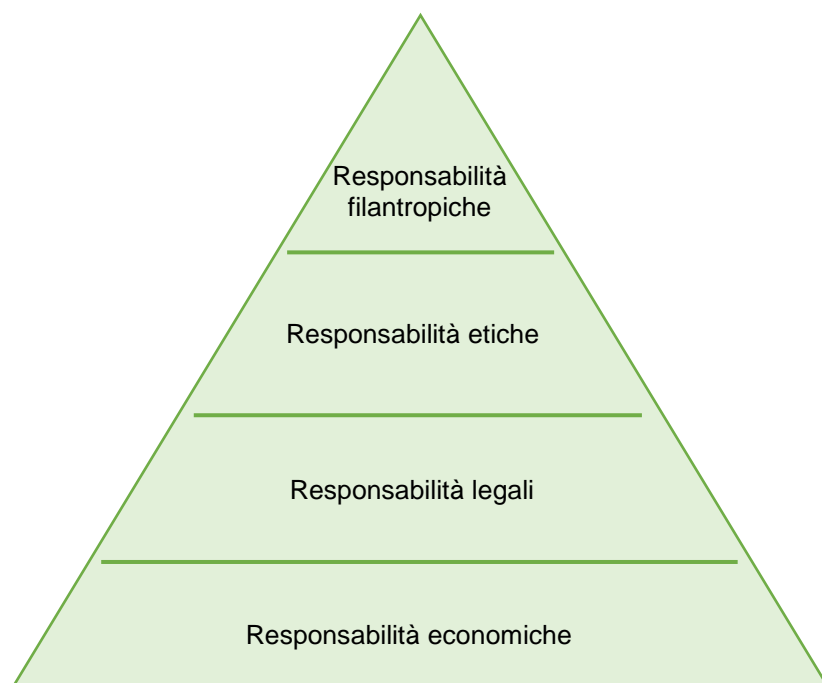 Responsabilità
filantropiche
Responsabilità etiche
Responsabilità legali
Responsabilità economiche